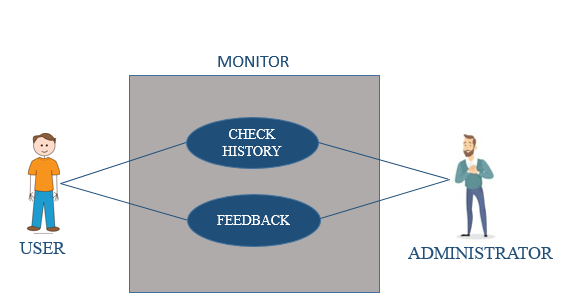 MONITOR
CHECK
HISTORY
FEEDBACK
USER
ADMINISTRATOR